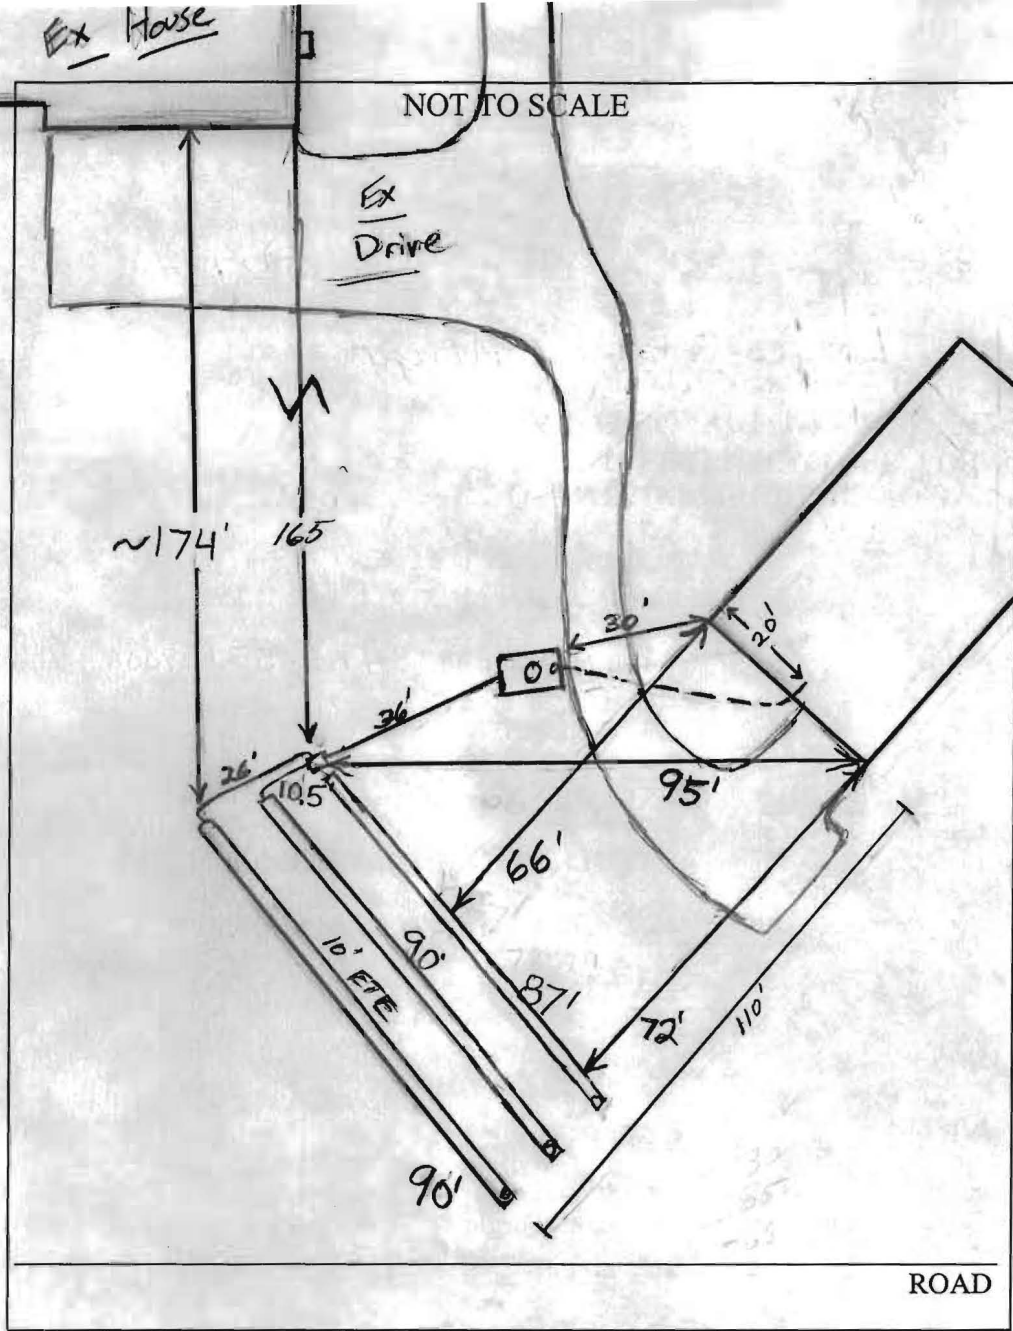 Ex House
NOT TO SCALE
Ex
Drive
~174'
165
30'
20'
36'
26'
10.5'
95'
66'
90'
10' ETE
87'
72'
110'
90'
ROAD